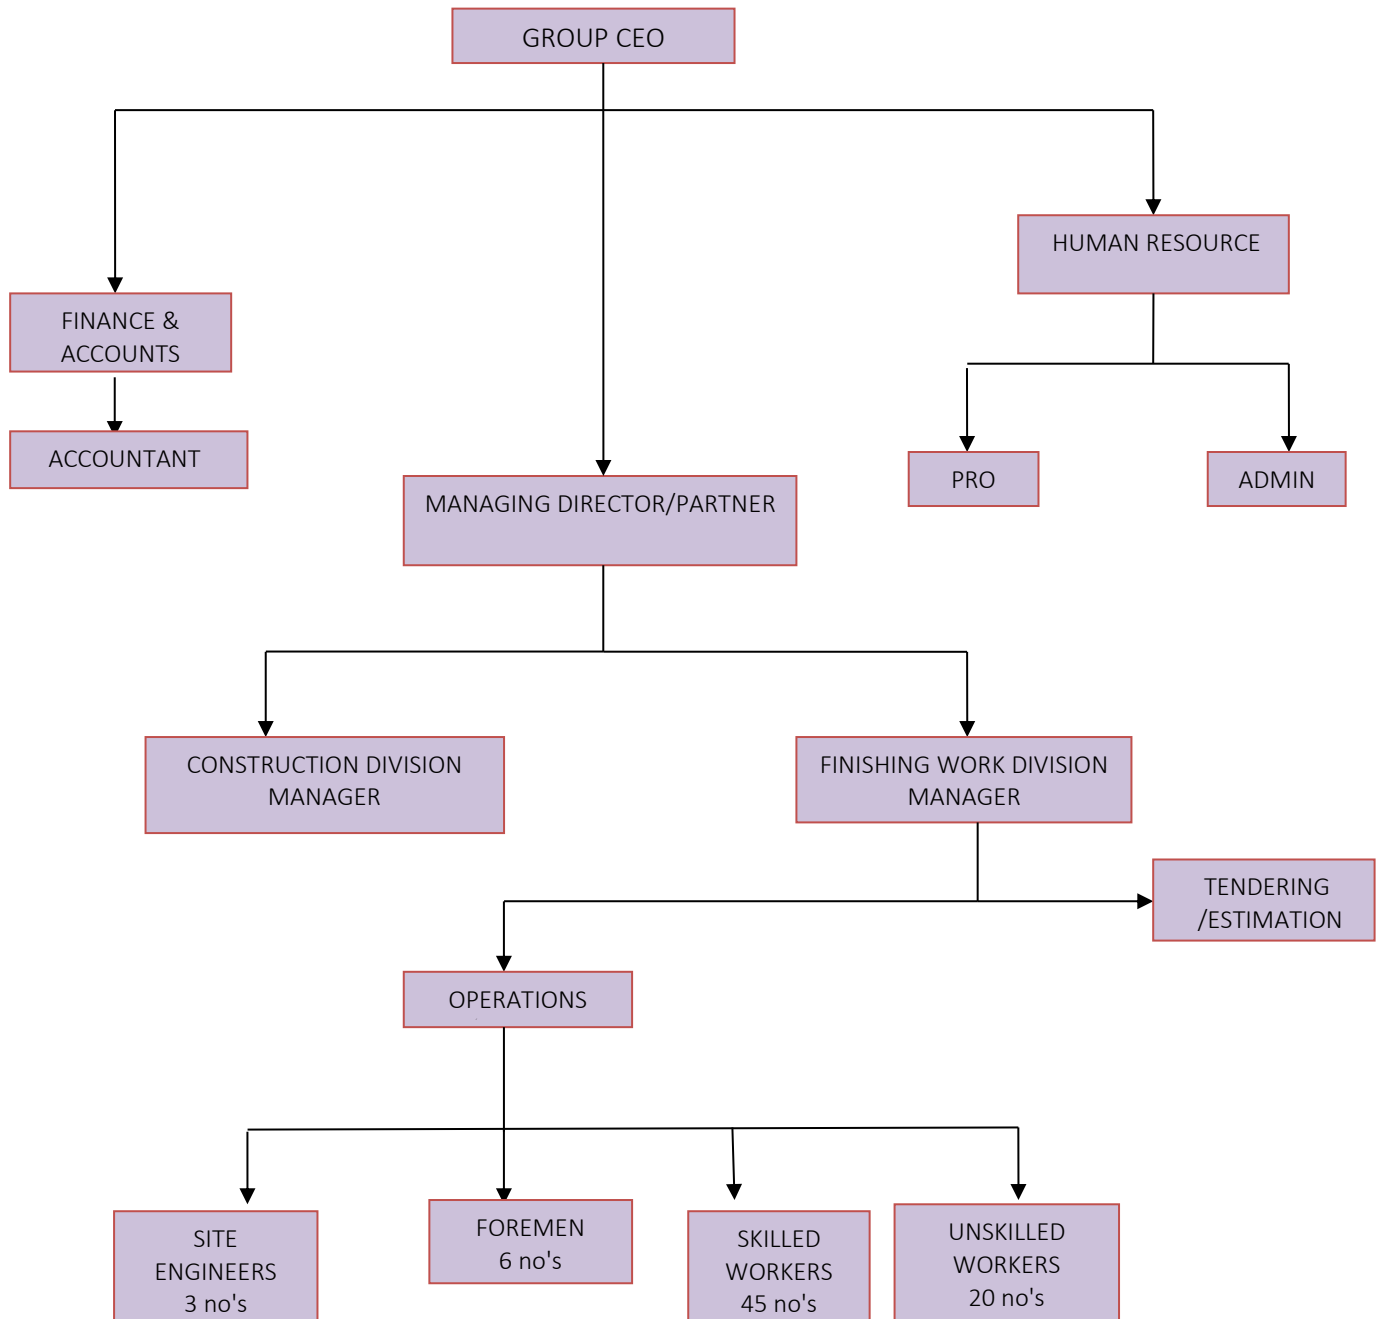 GROUP CEO
HUMAN RESOURCE
FINANCE &
ACCOUNTS
ACCOUNTANT
PRO
ADMIN
MANAGING DIRECTOR/PARTNER
CONSTRUCTION DIVISION
MANAGER
FINISHING WORK DIVISION
MANAGER
TENDERING
/ESTIMATION
OPERATIONS
SITE
ENGINEERS
3 no's
FOREMEN
6 no's
SKILLED
WORKERS
45 no's
UNSKILLED
WORKERS
20 no's